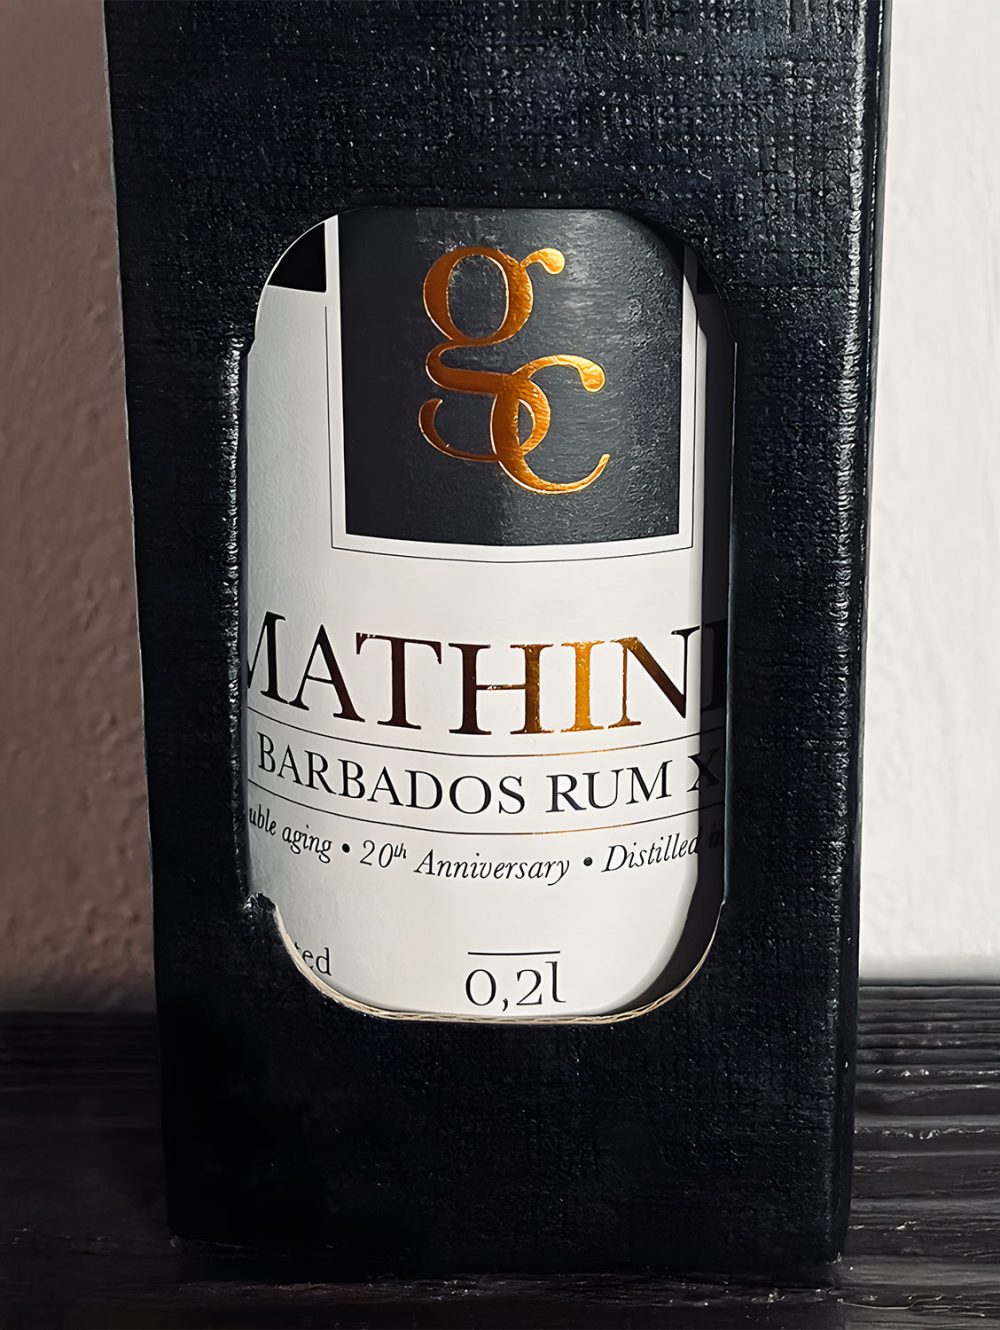 gc
MATHIN
BARBADOS RUM X
uble aging • 20th Anniversary • Distilled
ted
0,2l